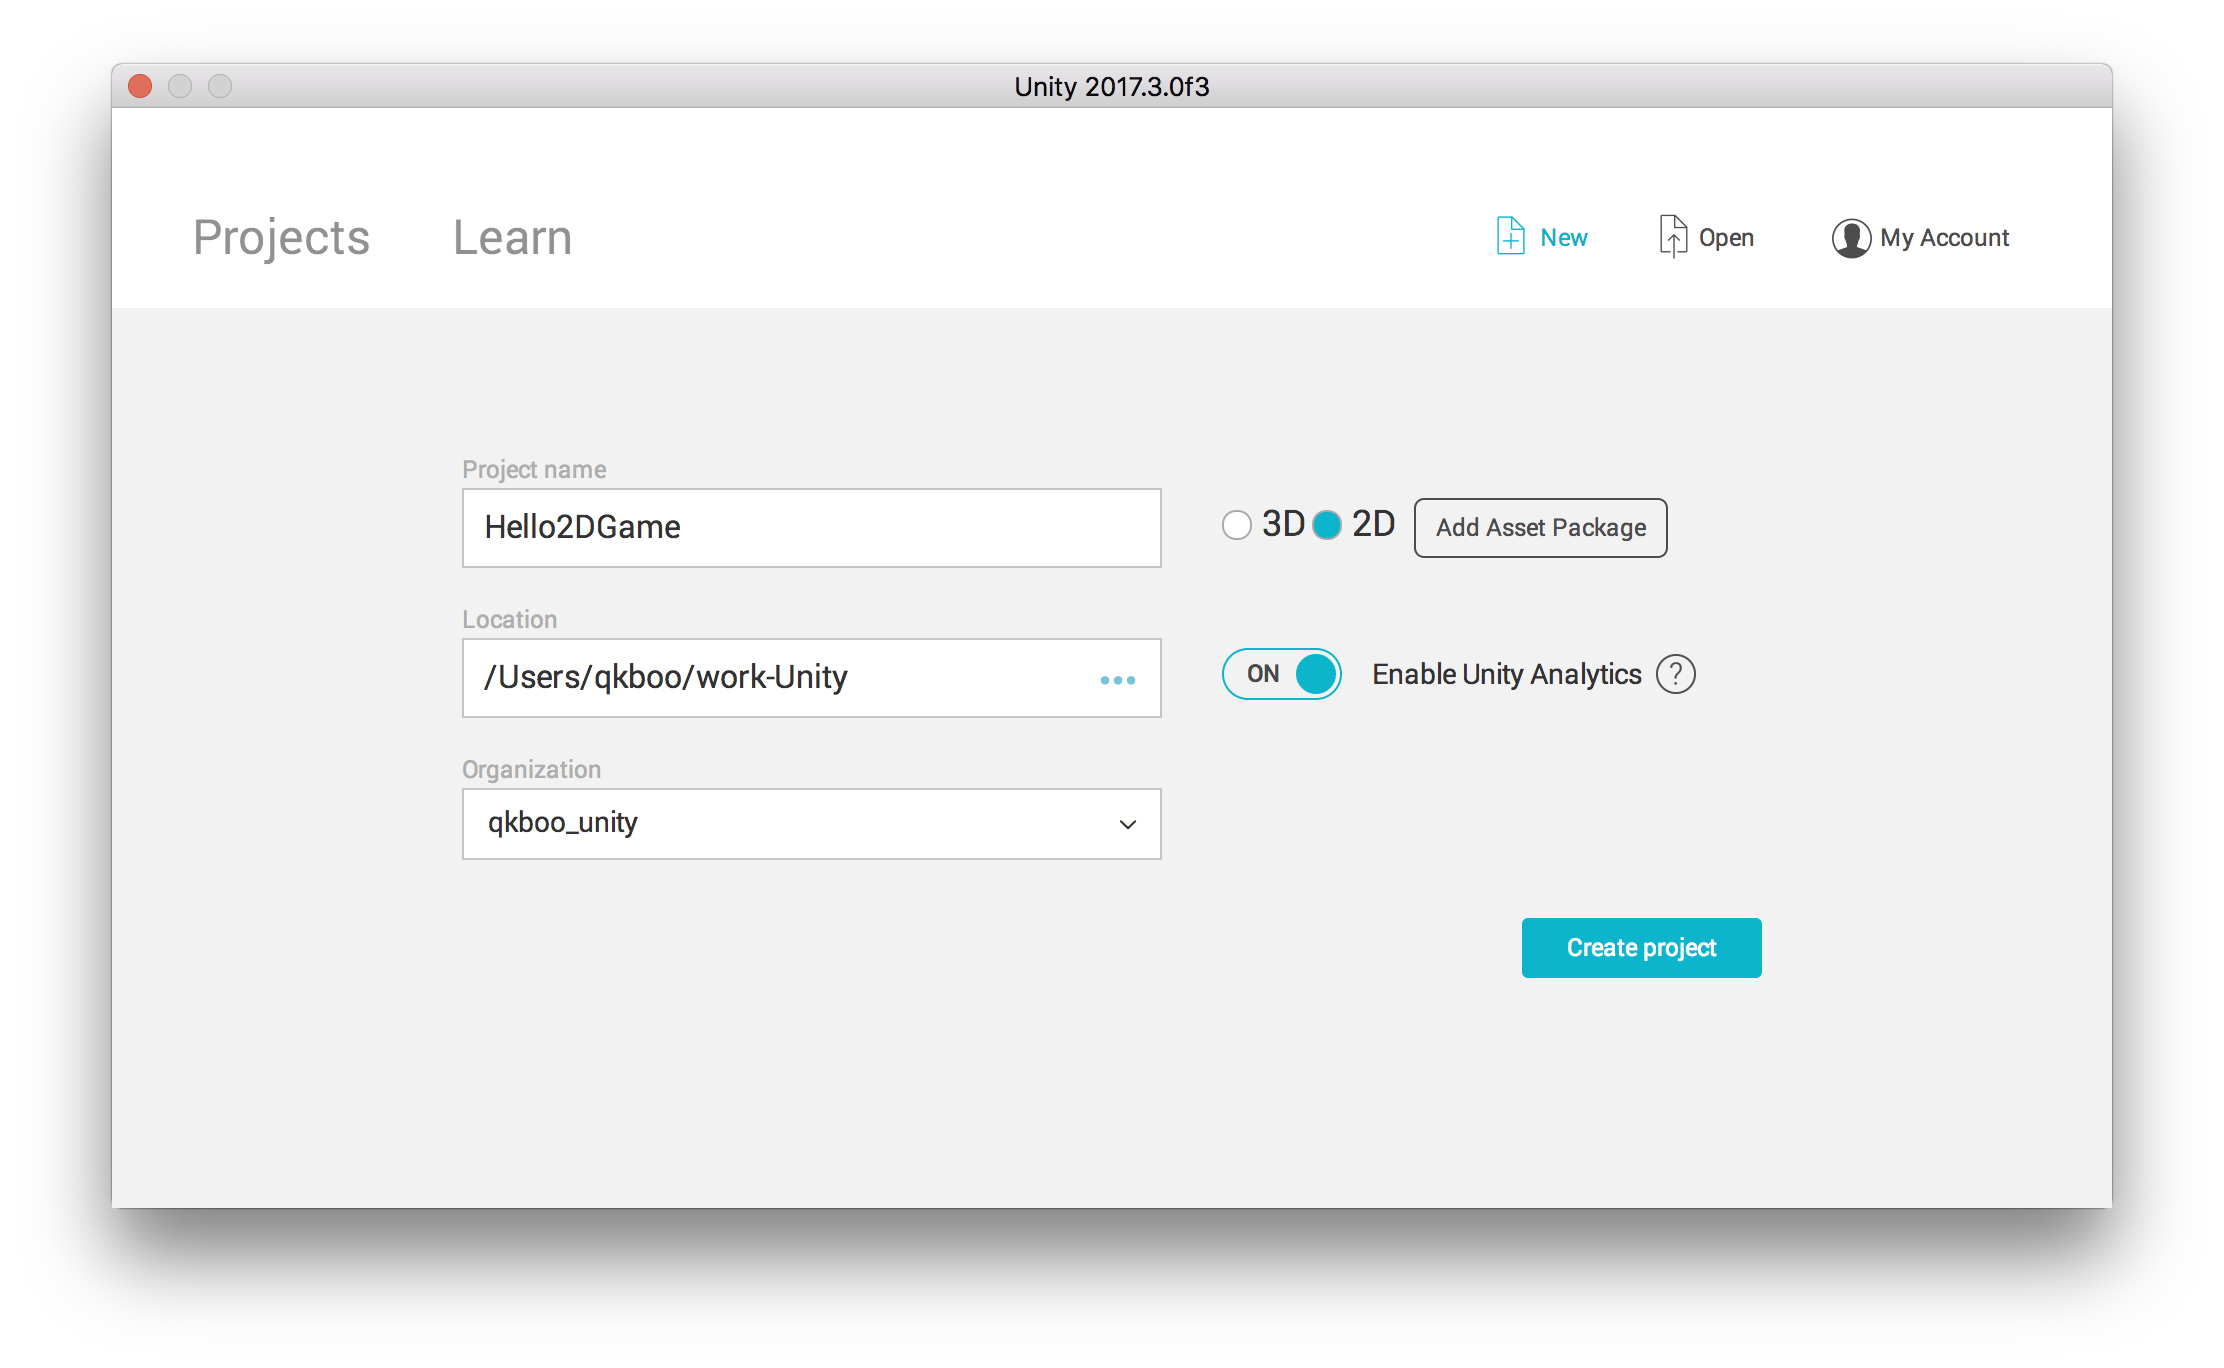 Unity 2017.3.0f3
Projects Learn New Open My Account
Project name
Hello2DGame
3D 2D Add Asset Package
Location
/Users/qkboo/work-Unity
ON Enable Unity Analytics ?
Organization
qkboo_unity
Create project